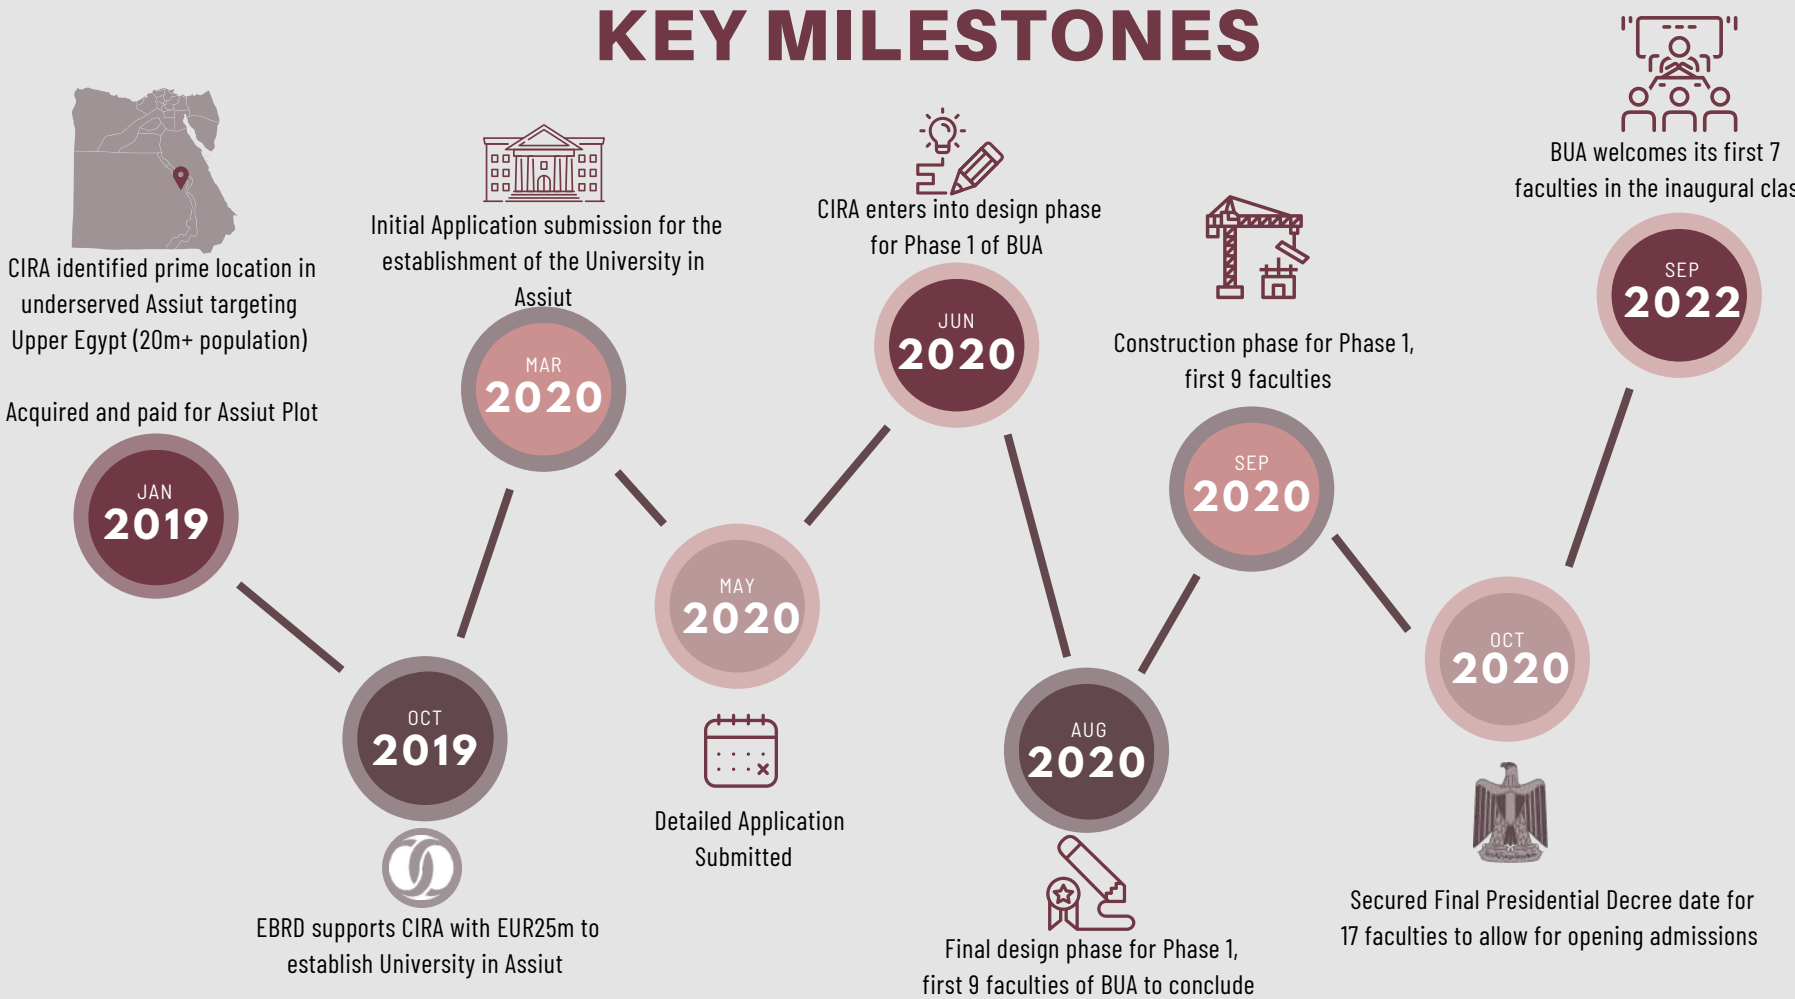 KEY MILESTONES
CIRA identified prime location in
underserved Assiut targeting
Upper Egypt (20m+ population)
Acquired and paid for Assiut Plot
JAN
2019
OCT
2019
EBRD supports CIRA with EUR25m to
establish University in Assiut
Initial Application submission for the
establishment of the University in
Assiut
MAR
2020
MAY
2020
Detailed Application
Submitted
CIRA enters into design phase
for Phase 1 of BUA
JUN
2020
AUG
2020
Final design phase for Phase 1,
first 9 faculties of BUA to conclude
Construction phase for Phase 1,
first 9 faculties
SEP
2020
OCT
2020
Secured Final Presidential Decree date for
17 faculties to allow for opening admissions
BUA welcomes its first 7
faculties in the inaugural clas
SEP
2022